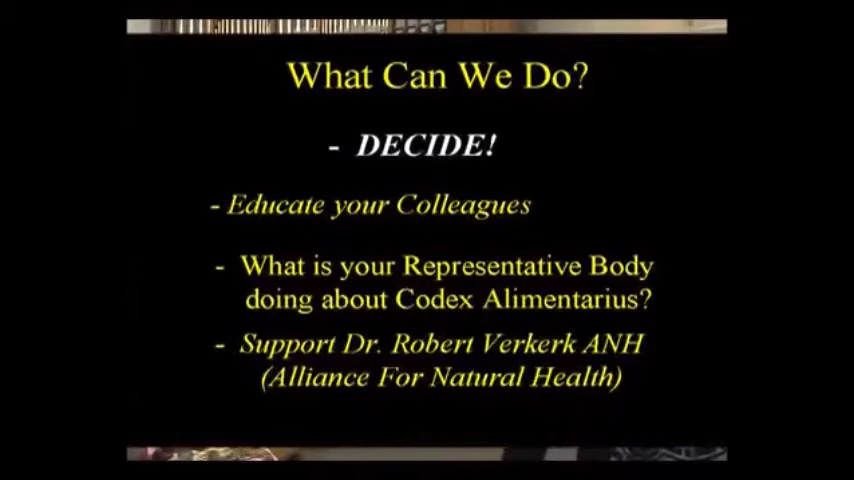 What Can We Do?
- DECIDE!
- Educate your Colleagues
- What is your Representative Body
doing about Codex Alimentarius?
- Support Dr. Robert Verkerk ANH
(Alliance For Natural Health)